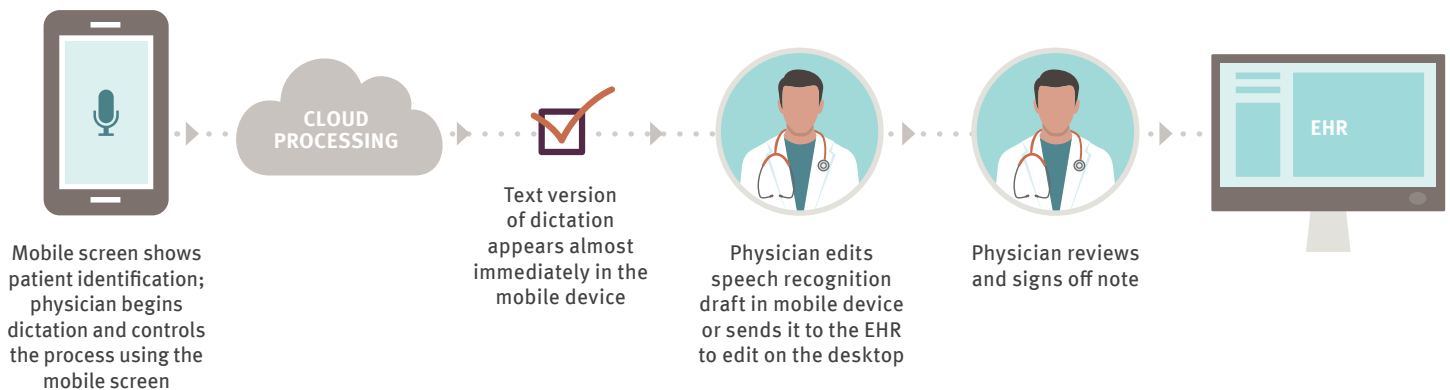 CLOUD
PROCESSING
EHR
Mobile screen shows
patient identification;
physician begins
dictation and controls
the process using the
mobile screen
Text version
of dictation
appears almost
immediately in the
mobile device
Physician edits
speech recognition
draft in mobile device
or sends it to the EHR
to edit on the desktop
Physician reviews
and signs off note